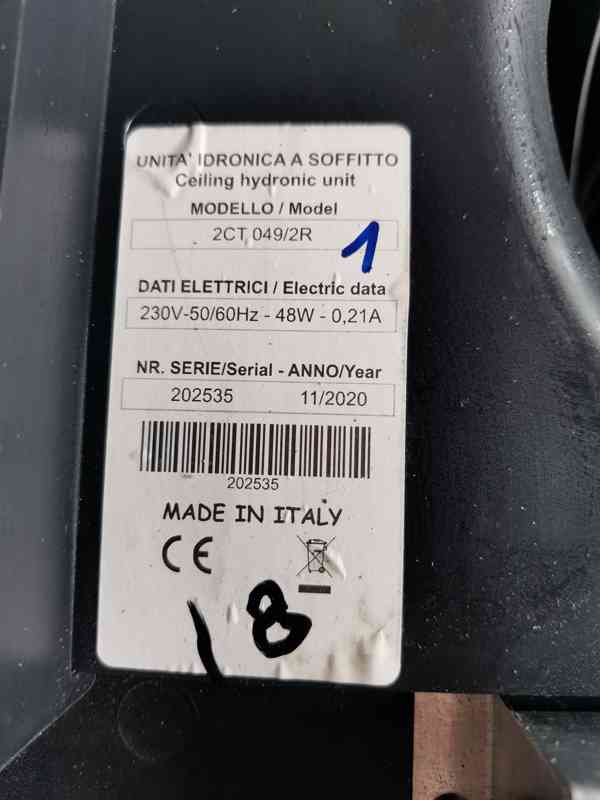 UNITA' IDRONICA A SOFFITTO
Ceiling hydronic unit
MODELLO / Model
2CT 049/2R
1
DATI ELETTRICI / Electric data
230V-50/60Hz - 48W - 0,21A
NR. SERIE/Serial - ANNO/Year
202535 11/2020
202535
MADE IN ITALY
CE
18